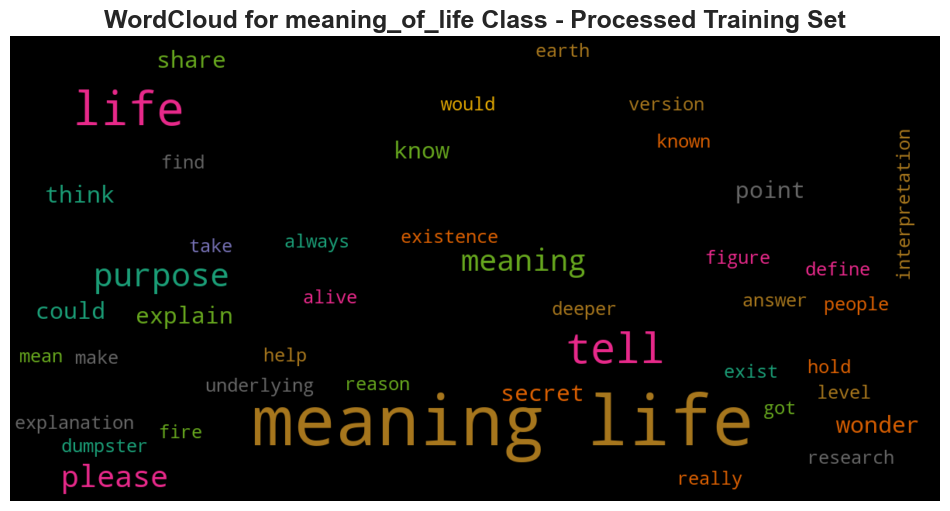 WordCloud for meaning_of_life Class - Processed Training Set
earth
share
life
would
version
known
know
find
interpretation
think
point
always
existence
take
meaning
figure
define
purpose
alive
answer
people
deeper
could
explain
tell
mean
make
help
exist
hold
underlying
reason
secret
level
meaning life
got
explanation
fire
wonder
dumpster
research
please
really